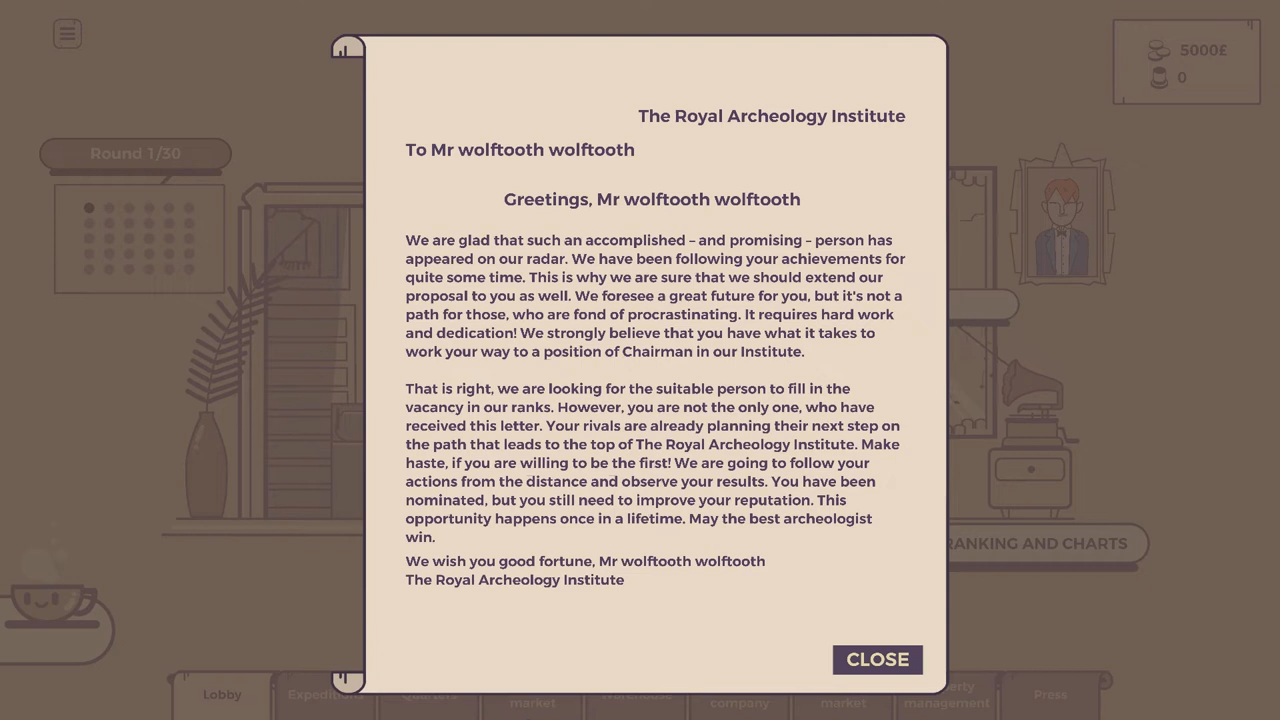 5000£
0
Round 1/30
The Royal Archeology Institute
To Mr wolftooth wolftooth
Greetings, Mr wolftooth wolftooth
We are glad that such an accomplished – and promising – person has
appeared on our radar. We have been following your achievements for
quite some time. This is why we are sure that we should extend our
proposal to you as well. We foresee a great future for you, but it's not a
path for those, who are fond of procrastinating. It requires hard work
and dedication! We strongly believe that you have what it takes to
work your way to a position of Chairman in our Institute.
That is right, we are looking for the suitable person to fill in the
vacancy in our ranks. However, you are not the only one, who have
received this letter. Your rivals are already planning their next step on
the path that leads to the top of The Royal Archeology Institute. Make
haste, if you are willing to be the first! We are going to follow your
actions from the distance and observe your results. You have been
nominated, but you still need to improve your reputation. This
opportunity happens once in a lifetime. May the best archeologist
win.
We wish you good fortune, Mr wolftooth wolftooth
The Royal Archeology Institute
CLOSE
RANKING AND CHARTS
Lobby
market
company
market
management
Press